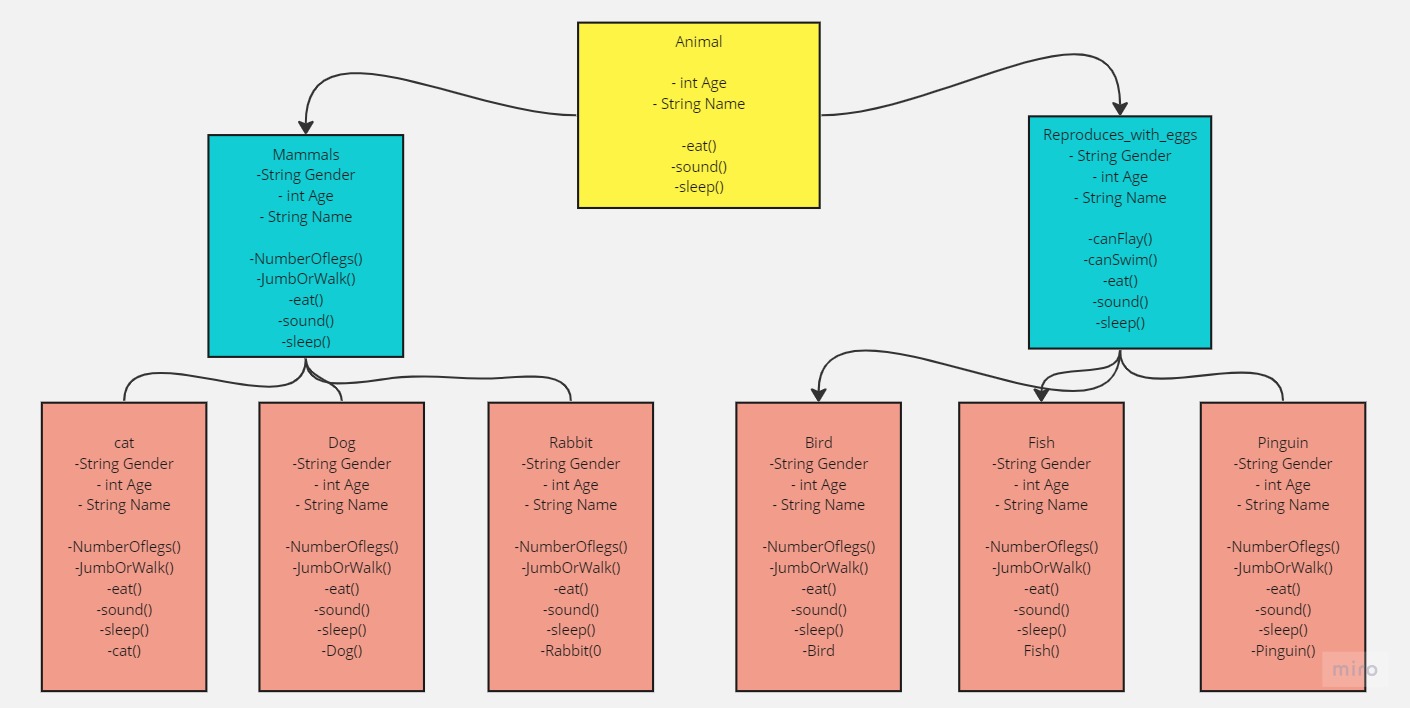 Animal
- int Age
- String Name
-eat()
-sound()
-sleep()
Mammals
-String Gender
- int Age
- String Name
-NumberOflegs()
-JumbOrWalk()
-eat()
-sound()
-sleep()
Reproduces_with_eggs
- String Gender
- int Age
- String Name
-canFlay()
-canSwim()
-eat()
-sound()
-sleep()
cat
-String Gender
- int Age
- String Name
-NumberOflegs()
-JumbOrWalk()
-eat()
-sound()
-sleep()
-cat()
Dog
-String Gender
- int Age
- String Name
-NumberOflegs()
-JumbOrWalk()
-eat()
-sound()
-sleep()
-Dog()
Rabbit
-String Gender
- int Age
- String Name
-NumberOflegs()
-JumbOrWalk()
-eat()
-sound()
-sleep()
-Rabbit(0
Bird
-String Gender
- int Age
- String Name
-NumberOflegs()
-JumbOrWalk()
-eat()
-sound()
-sleep()
-Bird
Fish
-String Gender
- int Age
- String Name
-NumberOflegs()
-JumbOrWalk()
-eat()
-sound()
-sleep()
Fish()
Pinguin
-String Gender
- int Age
- String Name
-NumberOflegs()
-JumbOrWalk()
-eat()
-sound()
-sleep()
-Pinguin()
miro